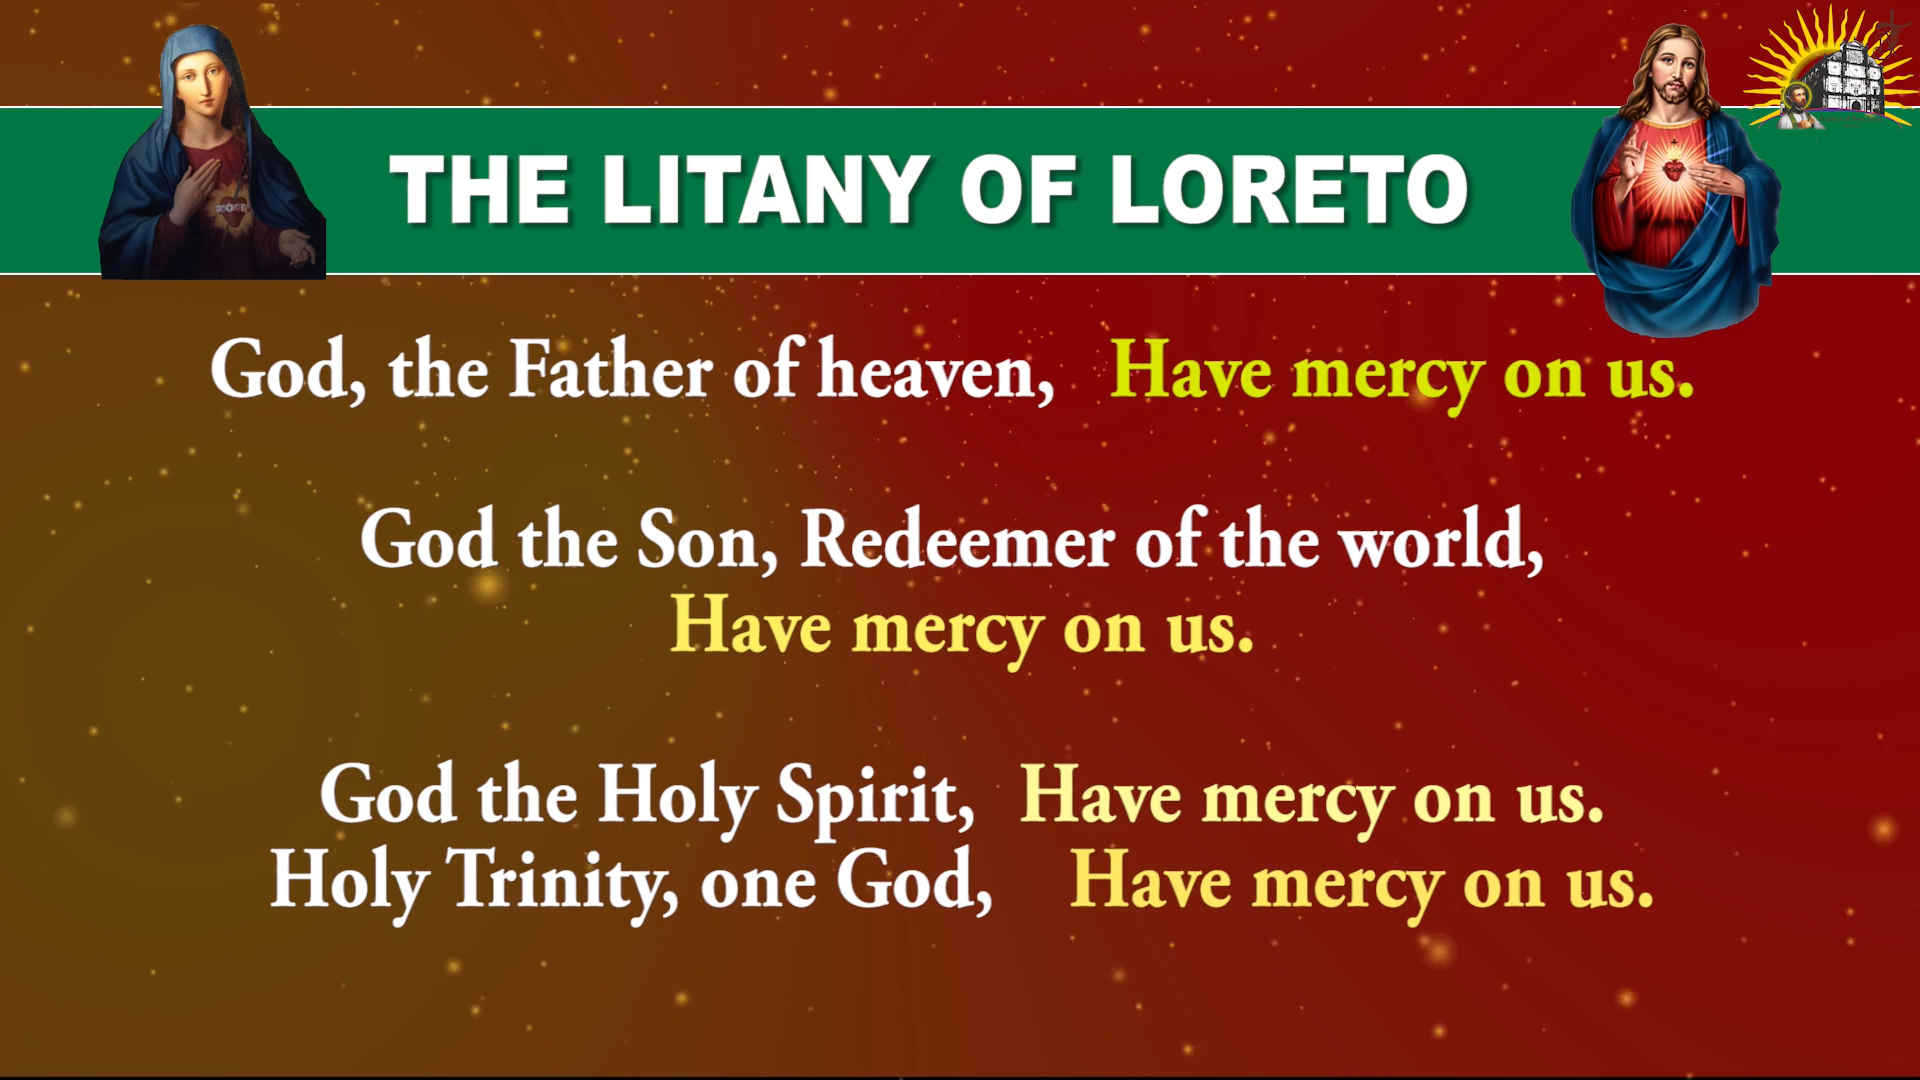 THE LITANY OF LORETO
God, the Father of heaven, Have mercy on us.
God the Son, Redeemer of the world,
Have mercy on us.
God the Holy Spirit, Have mercy on us.
Holy Trinity, one God, Have mercy on us.